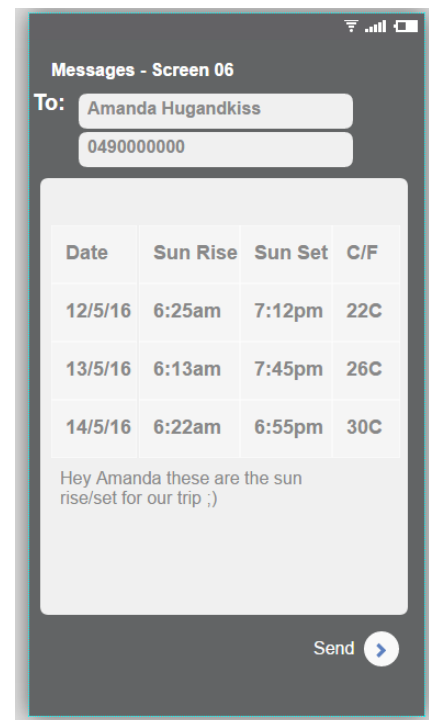 Messages - Screen 06
To: Amanda Hugandkiss
0490000000
Date Sun Rise Sun Set C/F
12/5/16 6:25am 7:12pm 22C
13/5/16 6:13am 7:45pm 26C
14/5/16 6:22am 6:55pm 30C
Hey Amanda these are the sun
rise/set for our trip ;)
Send